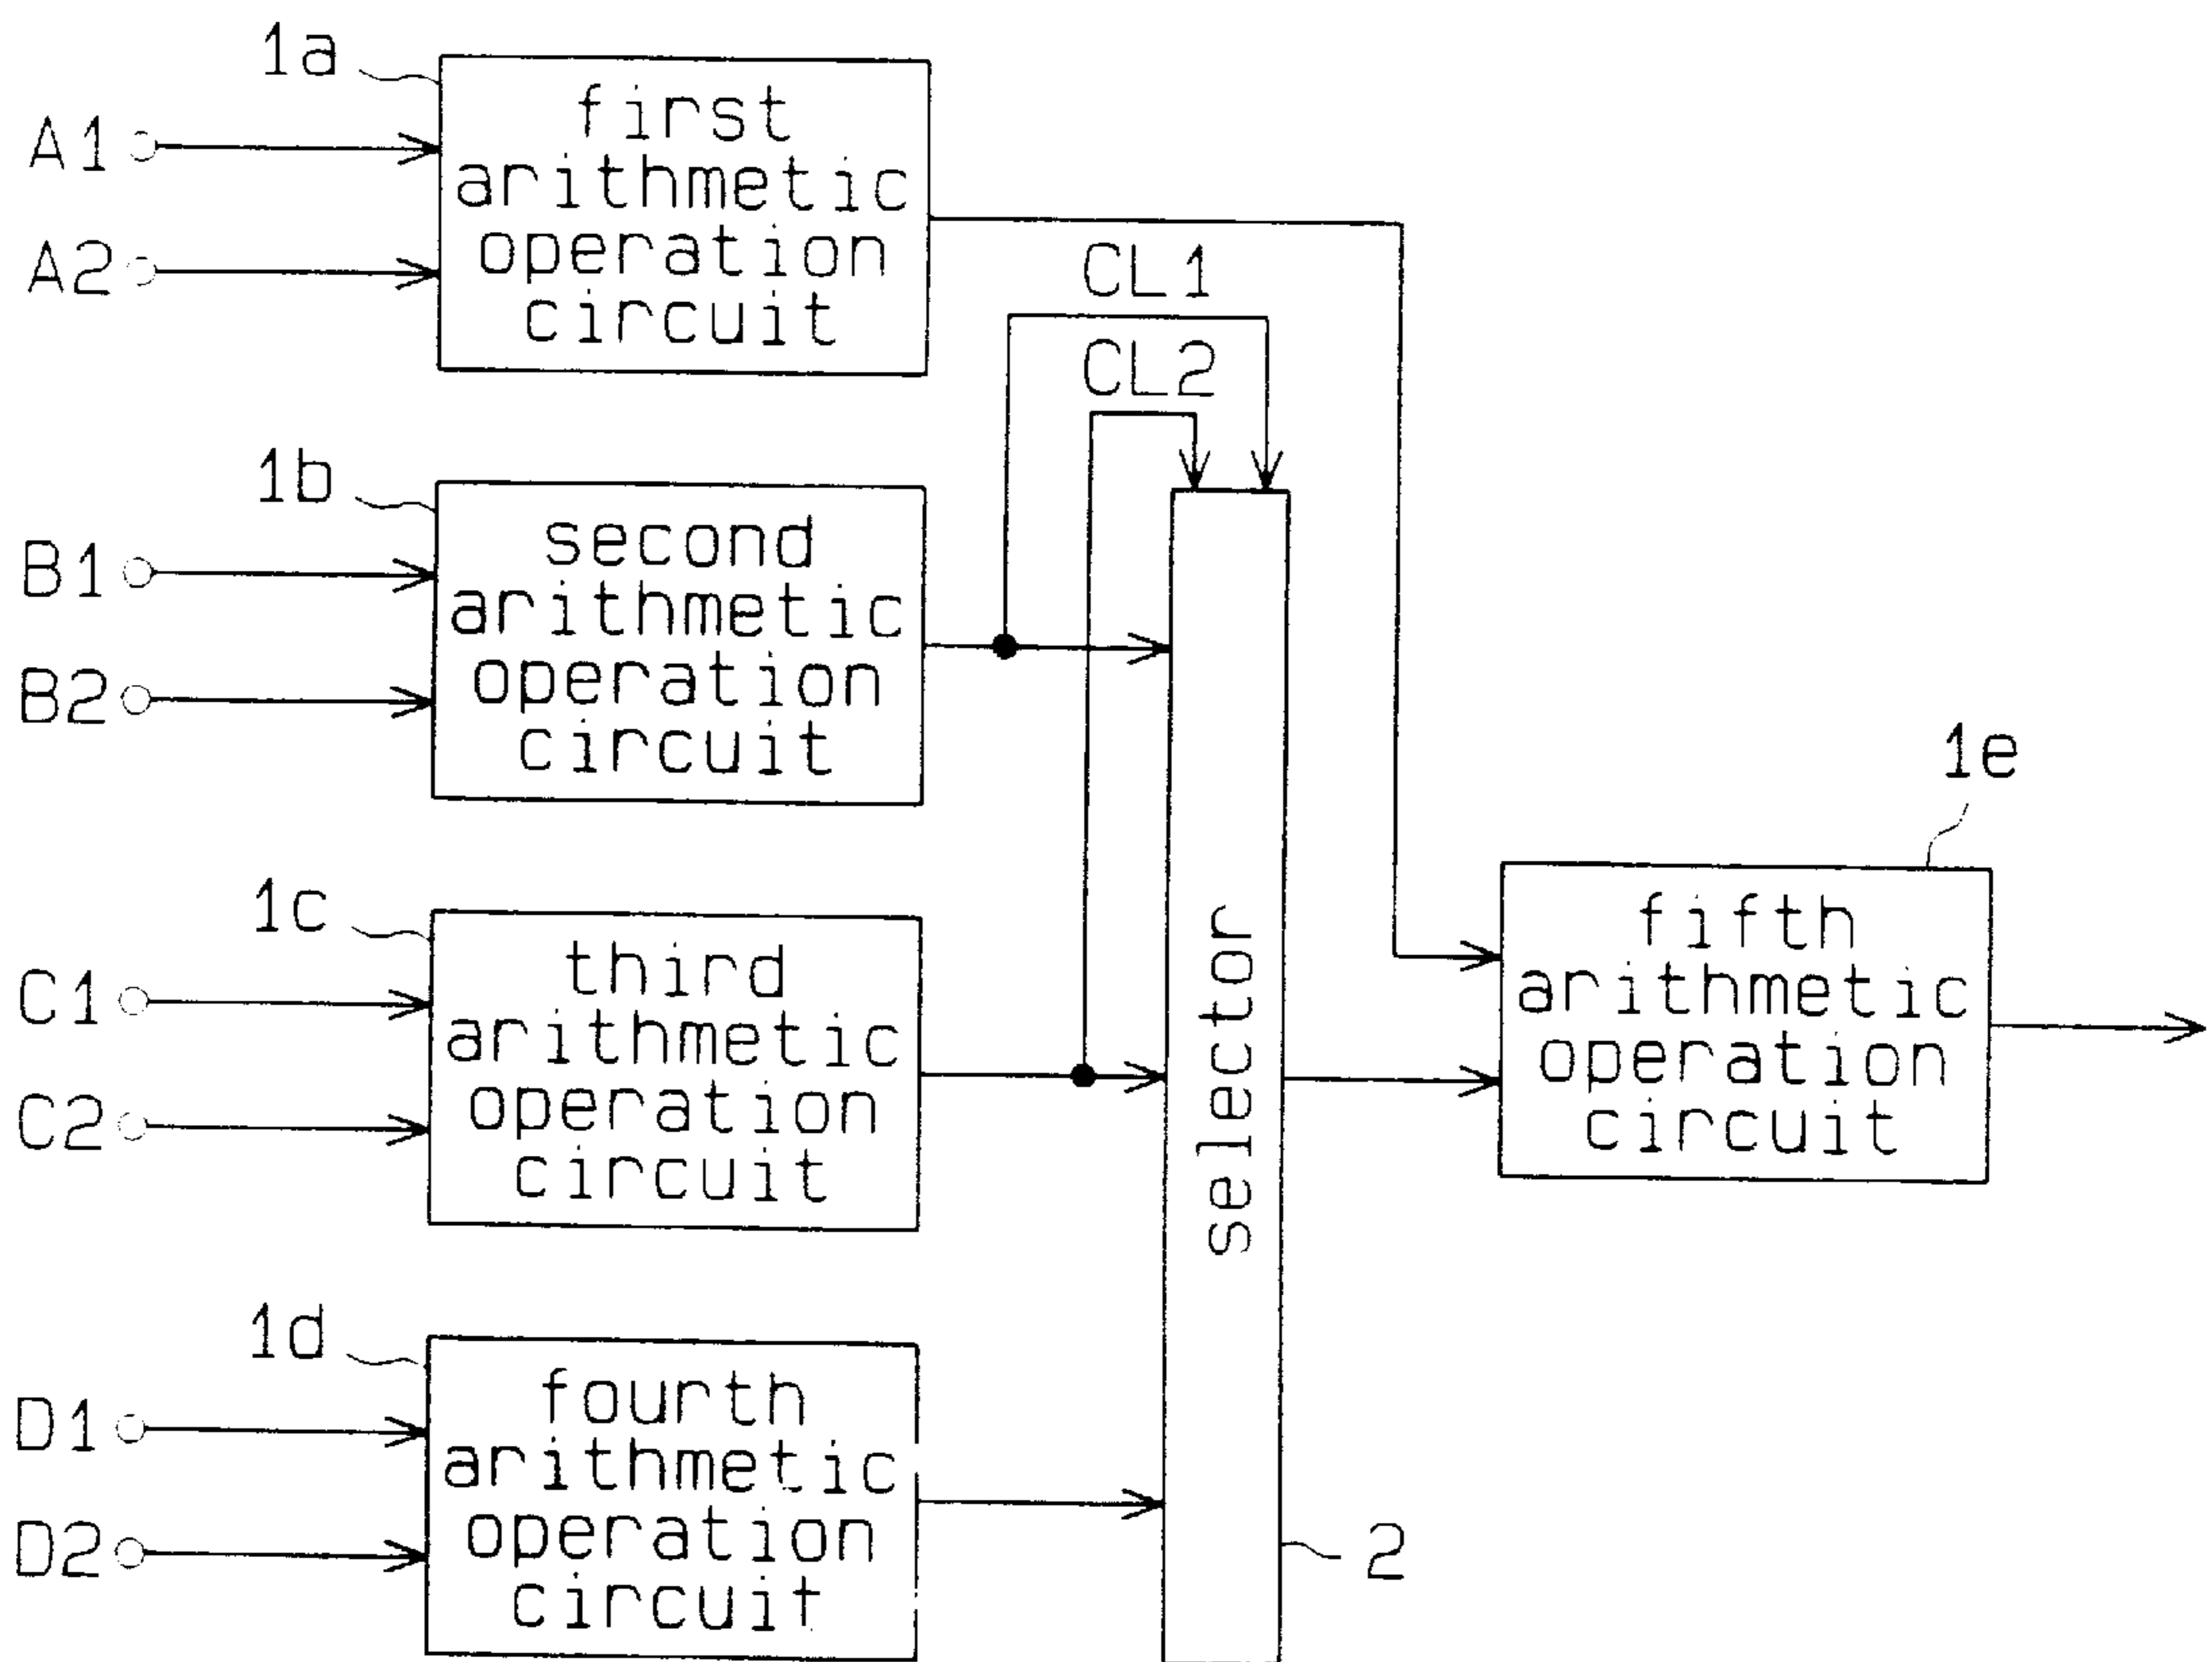 1a
first
arithmetic
operation
circuit
A1
A2
CL1
CL2
1b
second
arithmetic
operation
circuit
B1
B2
1c
third
arithmetic
operation
circuit
C1
C2
selector
1e
fifth
arithmetic
operation
circuit
1d
fourth
arithmetic
operation
circuit
D1
D2
2